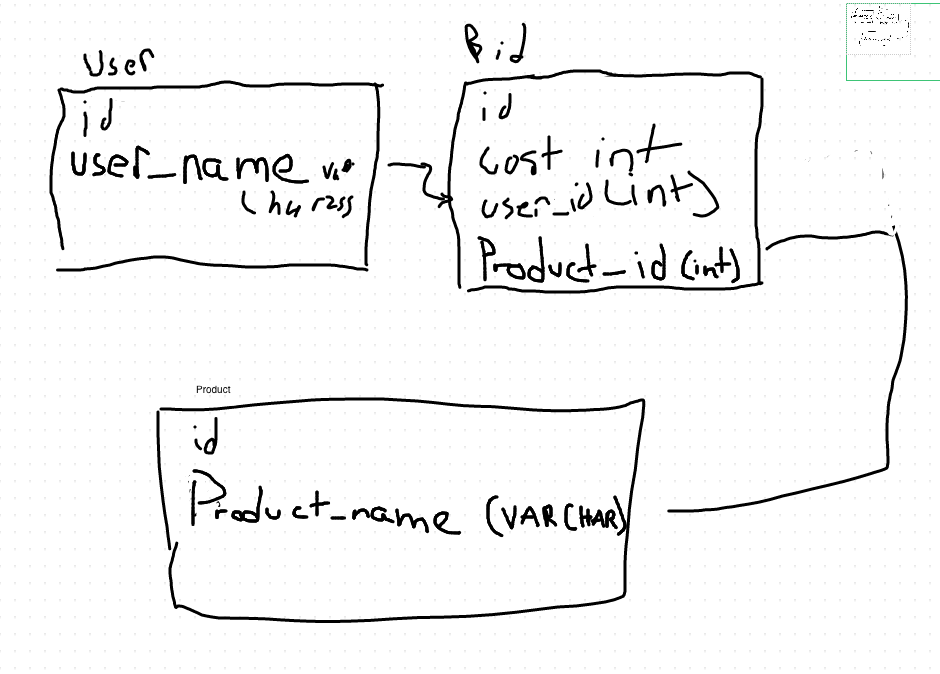 User
id
user_name var
Char255
Bid
id
cost int
user_id (int)
Product_id (int)
Product
id
Product_name (VARCHAR)